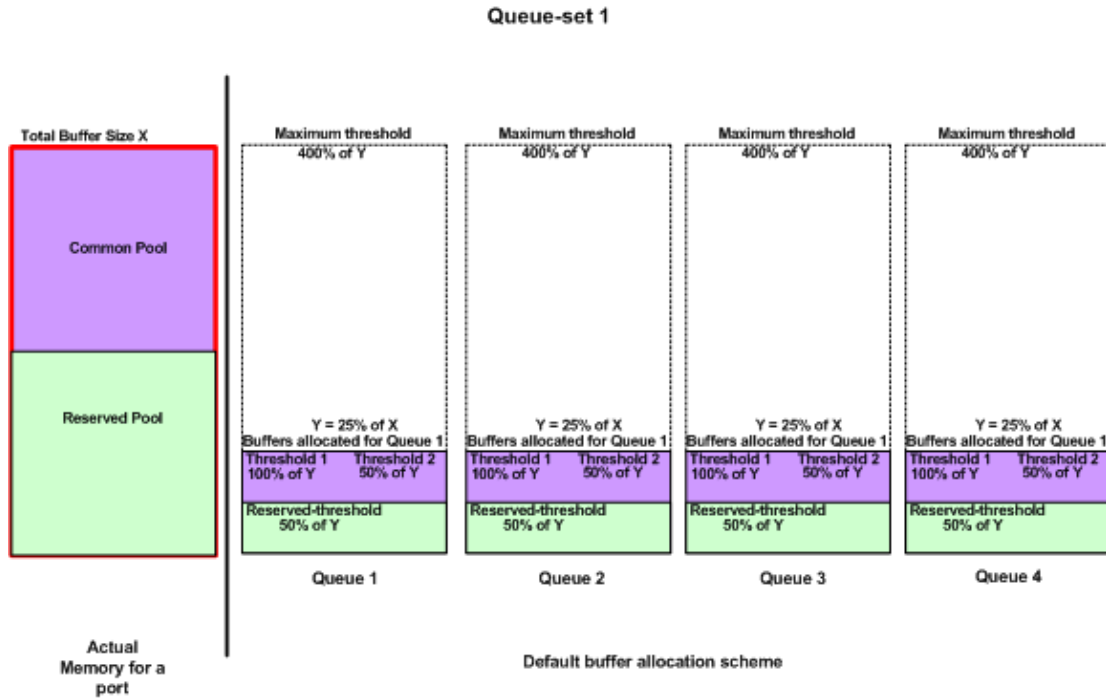 Queue-set 1
Total Buffer Size X
Common Pool
Reserved Pool
Actual
Memory for a
port
Maximum threshold
400% of Y
Y = 25% of X
Buffers allocated for Queue 1
Threshold 1
100% of Y
Threshold 2
50% of Y
Reserved-threshold
50% of Y
Queue 1
Maximum threshold
400% of Y
Y = 25% of X
Buffers allocated for Queue 1
Threshold 1
100% of Y
Threshold 2
50% of Y
Reserved-threshold
50% of Y
Queue 2
Maximum threshold
400% of Y
Y = 25% of X
Buffers allocated for Queue 1
Threshold 1
100% of Y
Threshold 2
50% of Y
Reserved-threshold
50% of Y
Queue 3
Maximum threshold
400% of Y
Y = 25% of X
Buffers allocated for Queue 1
Threshold 1
100% of Y
Threshold 2
50% of Y
Reserved-threshold
50% of Y
Queue 4
Default buffer allocation scheme